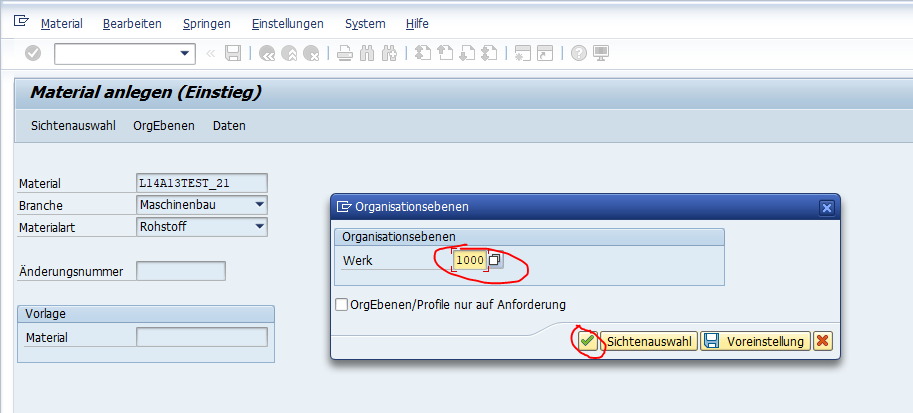 Material Bearbeiten Springen Einstellungen System Hilfe
Material anlegen (Einstieg)
Sichtenauswahl OrgEbenen Daten
Material L14A13TEST_21
Branche Maschinenbau
Materialart Rohstoff
Änderungsnummer
Vorlage
Material
Organisationsebenen
Organisationsebenen
Werk 1000
OrgEbenen/Profile nur auf Anforderung
Sichtenauswahl Voreinstellung